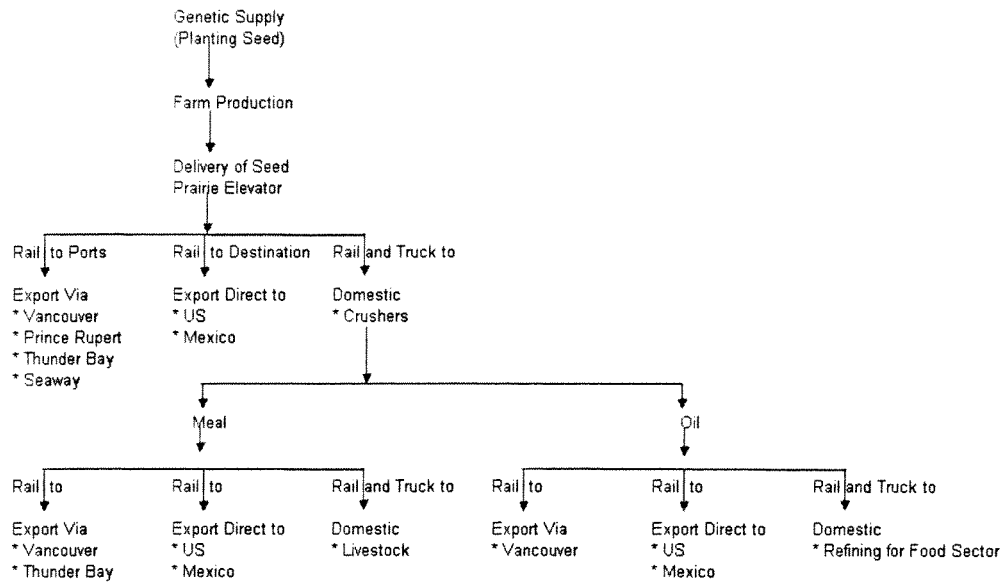 Genetic Supply
(Planting Seed)
Farm Production
Delivery of Seed
Prairie Elevator
Rail to Ports
Rail to Destination
Rail and Truck to
Export Via
* Vancouver
* Prince Rupert
* Thunder Bay
* Seaway
Export Direct to
* US
* Mexico
Domestic
* Crushers
Meal
Oil
Rail to
Rail to
Rail and Truck to
Rail to
Rail to
Rail and Truck to
Export Via
* Vancouver
* Thunder Bay
Export Direct to
* US
* Mexico
Domestic
* Livestock
Export Via
* Vancouver
Export Direct to
* US
* Mexico
Domestic
* Refining for Food Sector